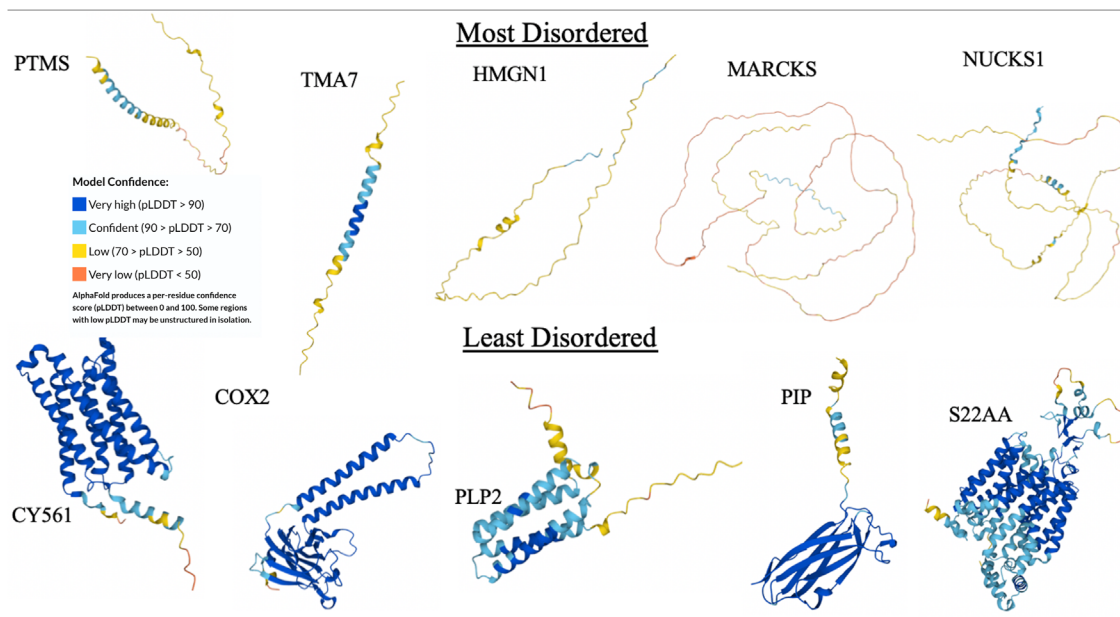 Most Disordered
PTMS
TMA7
HMGN1
MARCKS
NUCKS1
Model Confidence:
Very high (pLDDT > 90)
Confident (90 > pLDDT > 70)
Low (70 > pLDDT > 50)
Very low (pLDDT < 50)
AlphaFold produces a per-residue confidence
score (pLDDT) between 0 and 100. Some regions
with low pLDDT may be unstructured in isolation.
Least Disordered
CY561
COX2
PLP2
PIP
S22AA